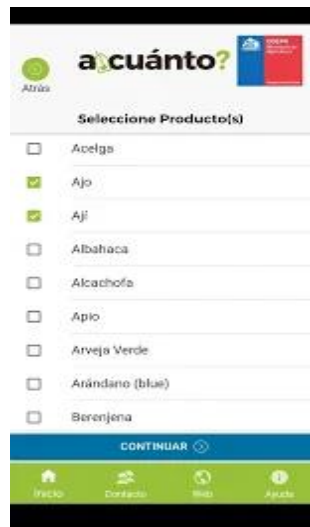 a cuánto?
Atrás
ODEPA
Seleccione Producto(s)
Acelga
Ajo
Ají
Albahaca
Alcachofa
Apio
Arveja Verde
Arándano (blue)
Berenjena
CONTINUAR
Inicio Contacto Web Ayuda